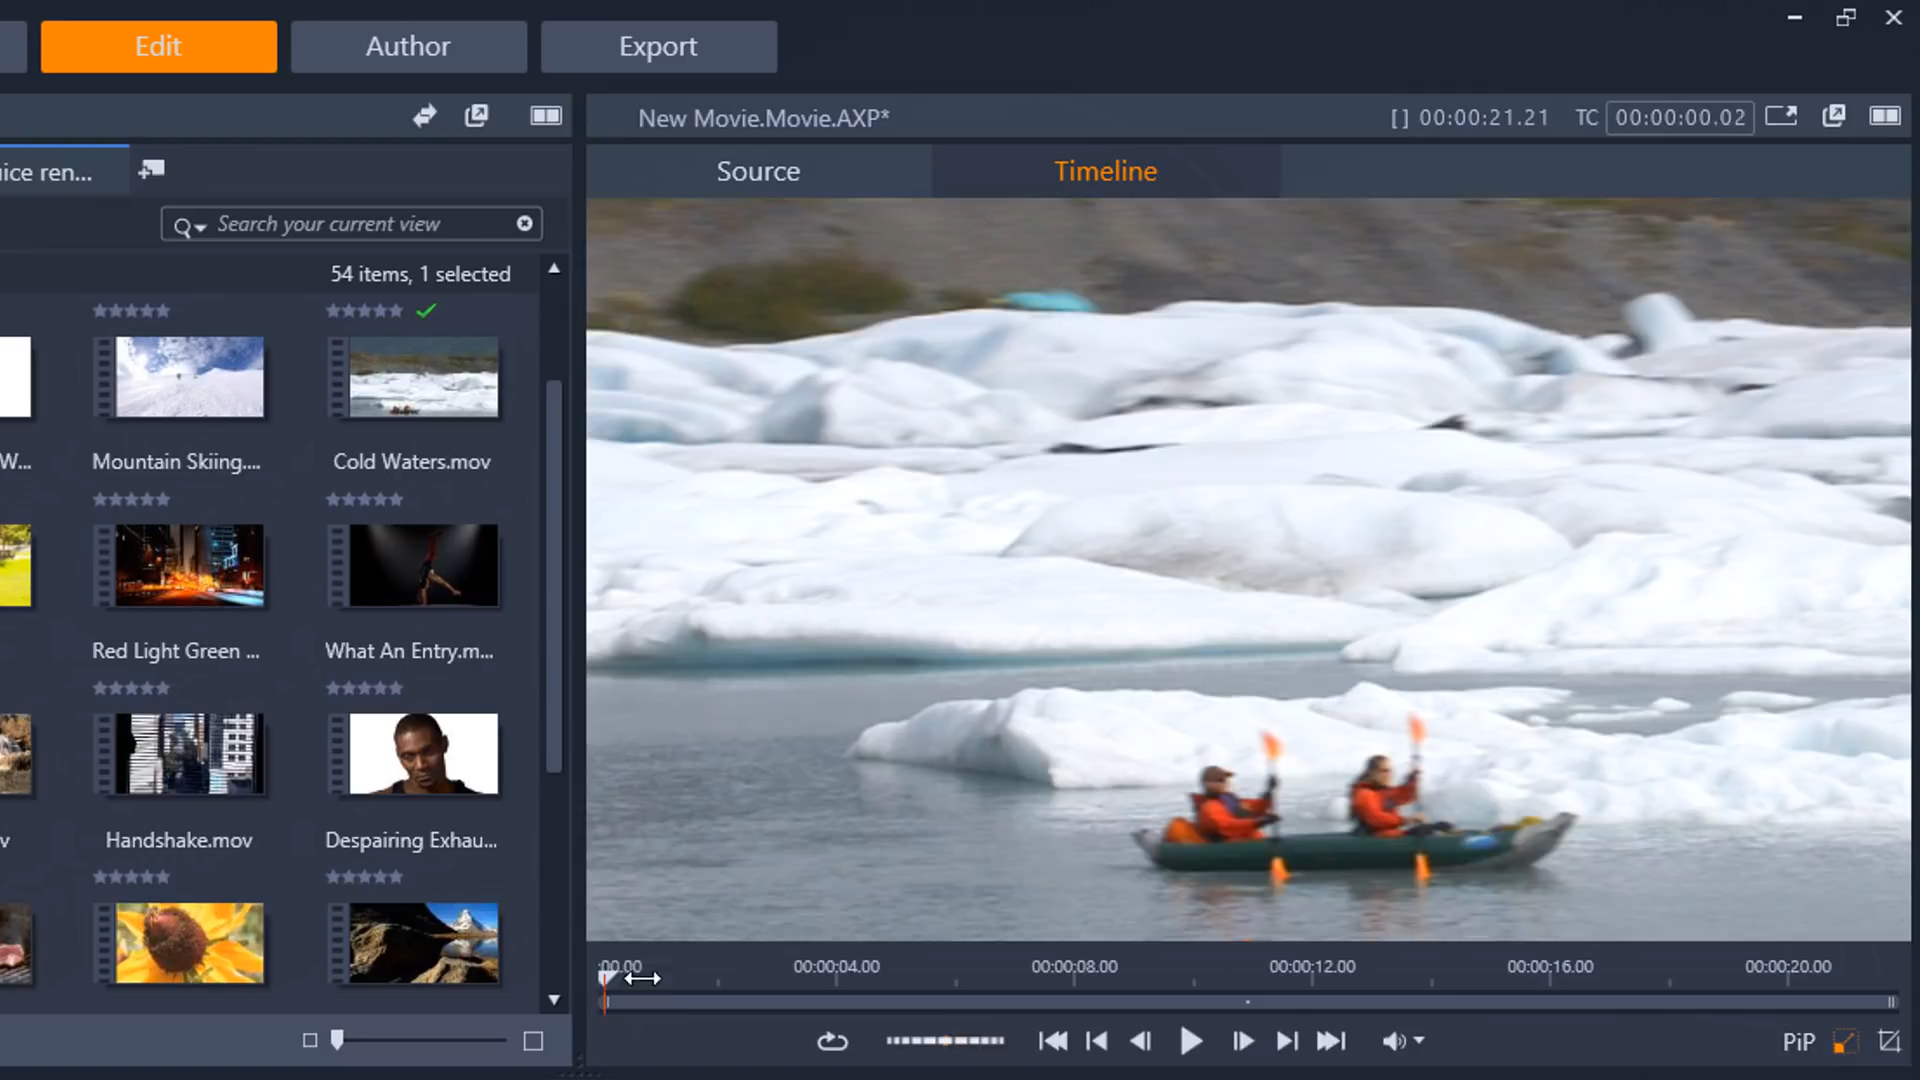 Edit
Author
Export
New Movie.Movie.AXP*
[] 00:00:21.21
TC 00:00:00.02
ice ren...
Source
Timeline
Search your current view
54 items, 1 selected
W...
Mountain Skiing....
Cold Waters.mov
Red Light Green ...
What An Entry.m...
v
Handshake.mov
Despairing Exhau...
:00.00
00:00:04.00
00:00:08.00
00:00:12.00
00:00:16.00
00:00:20.00
PiP